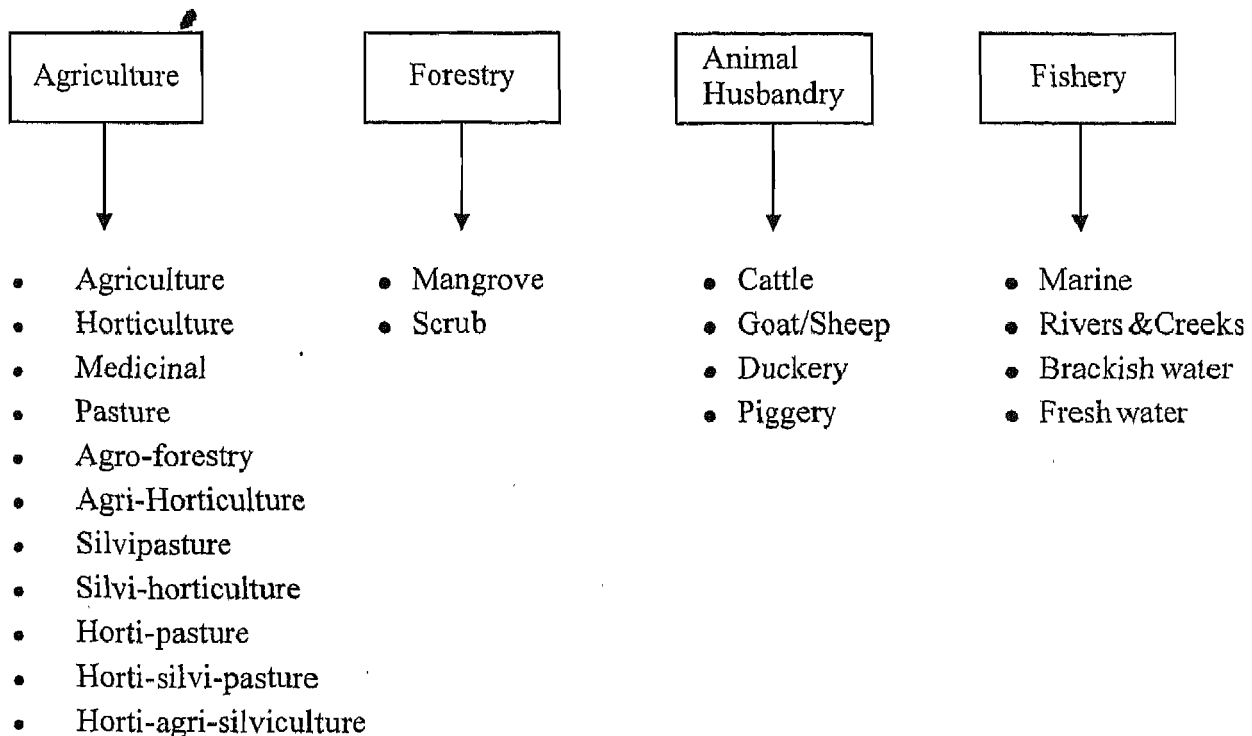 Agriculture
Forestry
Animal
Husbandry
Fishery
• Agriculture
• Horticulture
• Medicinal
• Pasture
• Agro-forestry
• Agri-Horticulture
• Silvipasture
• Silvi-horticulture
• Horti-pasture
• Horti-silvi-pasture
• Horti-agri-silviculture
• Mangrove
• Scrub
• Cattle
• Goat/Sheep
• Duckery
• Piggery
• Marine
• Rivers & Creeks
• Brackish water
• Fresh water